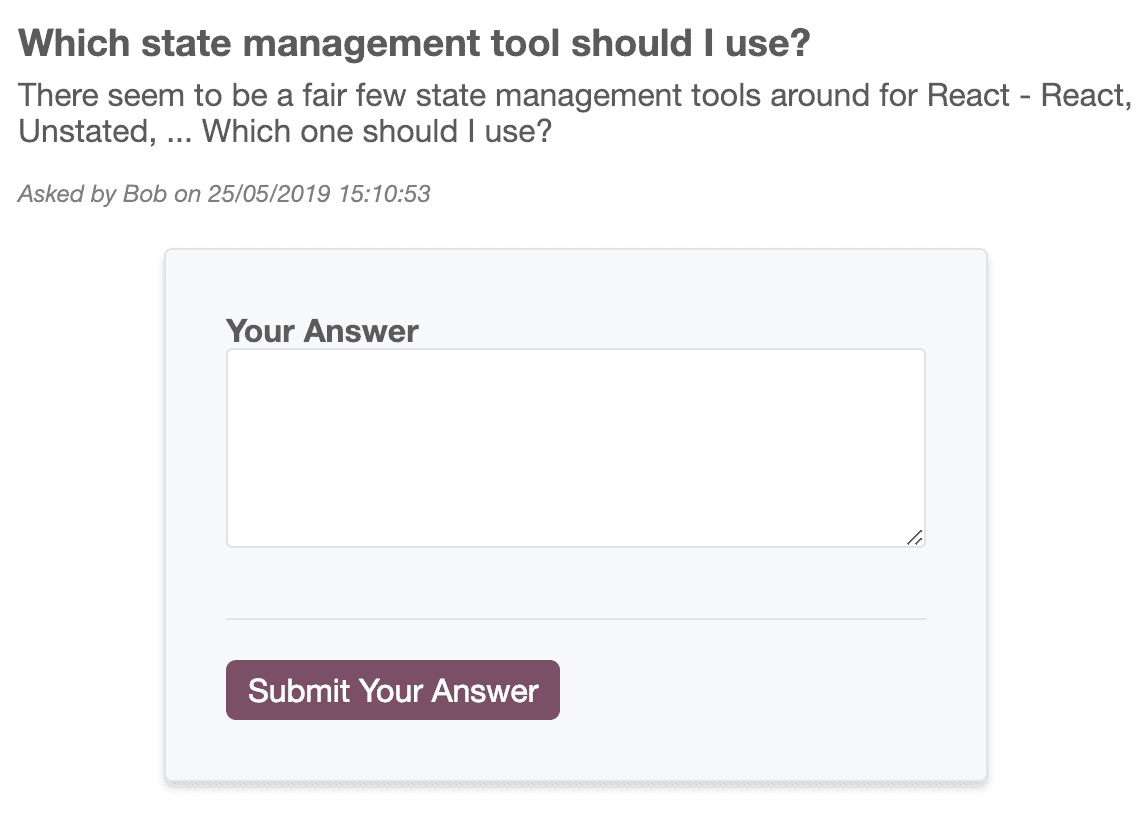 Which state management tool should I use?
There seem to be a fair few state management tools around for React - React,
Unstated, ... Which one should I use?
Asked by Bob on 25/05/2019 15:10:53
Your Answer
Submit Your Answer